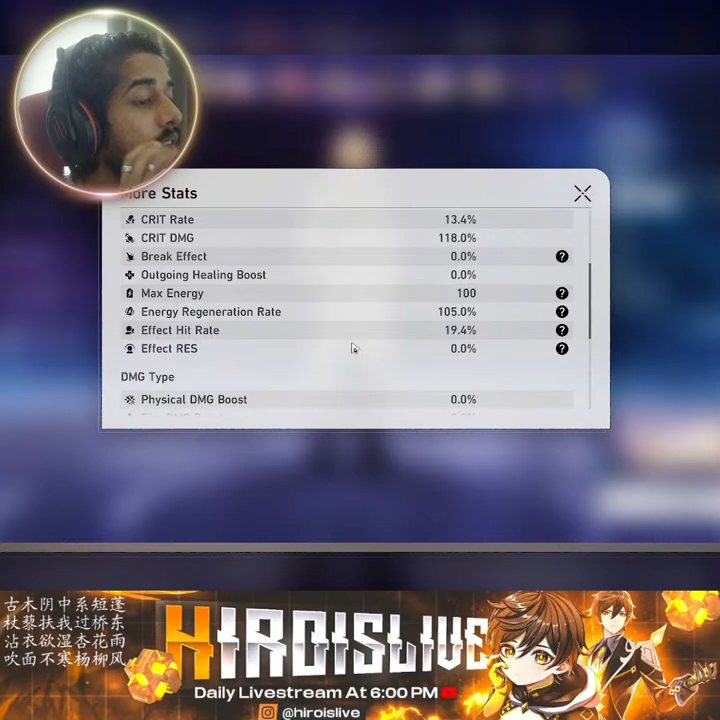 More Stats
CRIT Rate 13.4%
CRIT DMG 118.0%
Break Effect 0.0% ?
Outgoing Healing Boost 0.0%
Max Energy 100 ?
Energy Regeneration Rate 105.0% ?
Effect Hit Rate 19.4% ?
Effect RES 0.0% ?
DMG Type
Physical DMG Boost 0.0%
古木阴中系短蓬
杖藜扶我过桥东
沾衣欲湿杏花雨
吹面不寒杨柳风
HIROISLIVE
Daily Livestream At 6:00 PM
@hiroislive